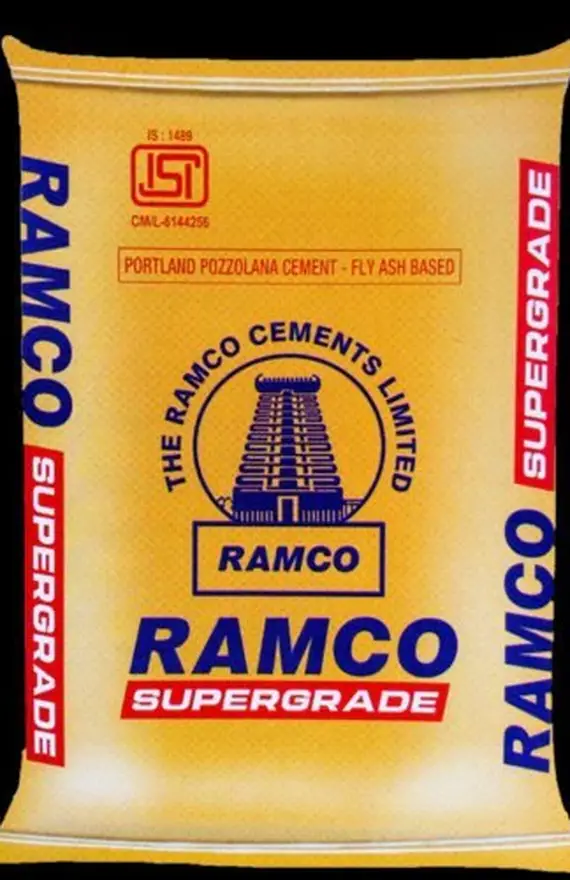 IS : 1489
ISI
CM/L-6144256
PORTLAND POZZOLANA CEMENT - FLY ASH BASED
THE RAMCO CEMENTS LIMITED
RAMCO
RAMCO
SUPERGRADE
RAMCO SUPERGRADE
RAMCO SUPERGRADE